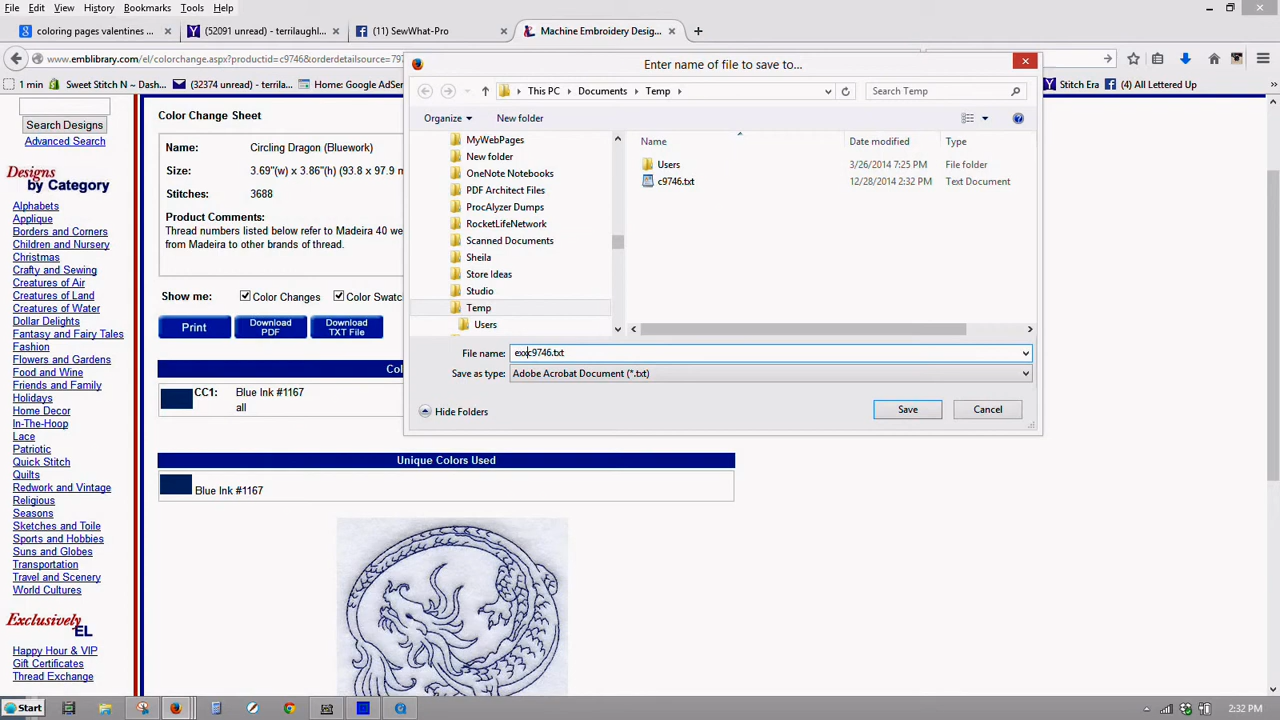 File Edit View History Bookmarks Tools Help
coloring pages valentines
(52091 unread) - terrilaughl...
(11) SewWhat-Pro
Machine Embroidery Desig...
www.emblibrary.com/el/colorchange.aspx?productid=c9746&orderdetailsource=797
1 min
Sweet Stitch N ~ Dash...
(32374 unread) - terrilaughl...
Home: Google AdSer
Stitch Era
(4) All Lettered Up
Enter name of file to save to...
This PC
Documents
Temp
Search Temp
Organize
New folder
MyWebPages
New folder
OneNote Notebooks
PDF Architect Files
ProcAlyzer Dumps
RocketLifeNetwork
Scanned Documents
Sheila
Store Ideas
Studio
Temp
Users
Name
Date modified
Type
Users
3/26/2014 7:25 PM
File folder
c9746.txt
12/28/2014 2:32 PM
Text Document
File name:
exoc9746.txt
Save as type:
Adobe Acrobat Document (*.txt)
Hide Folders
Save
Cancel
Search Designs
Advanced Search
Designs
by Category
Alphabets
Applique
Borders and Corners
Children and Nursery
Christmas
Crafty and Sewing
Creatures of Air
Creatures of Land
Creatures of Water
Dollar Delights
Fantasy and Fairy Tales
Fashion
Flowers and Garden
Food and Wine
Friends and Family
Holidays
Home Decor
In-The-Hoop
Lace
Patriotic
Quick Stitch
Quilts
Redwork and Vintage
Religious
Seasons
Sketches and Toile
Sports and Hobbies
Suns and Globes
Transportation
Travel and Scenery
World Cultures
Exclusively
EL
Happy Hour & VIP
Gift Certificates
Thread Exchange
Color Change Sheet
Name: Circling Dragon (Bluework)
Size: 3.69"(w) x 3.86"(h) (93.8 x 97.9 m
Stitches: 3688
Product Comments:
Thread numbers listed below refer to Madeira 40 we
from Madeira to other brands of thread.
Show me: Color Changes Color Swatc
Print
Download
PDF
Download
TXT File
Co
CC1: Blue Ink #1167
all
Unique Colors Used
Blue Ink #1167
Start
2:32 PM